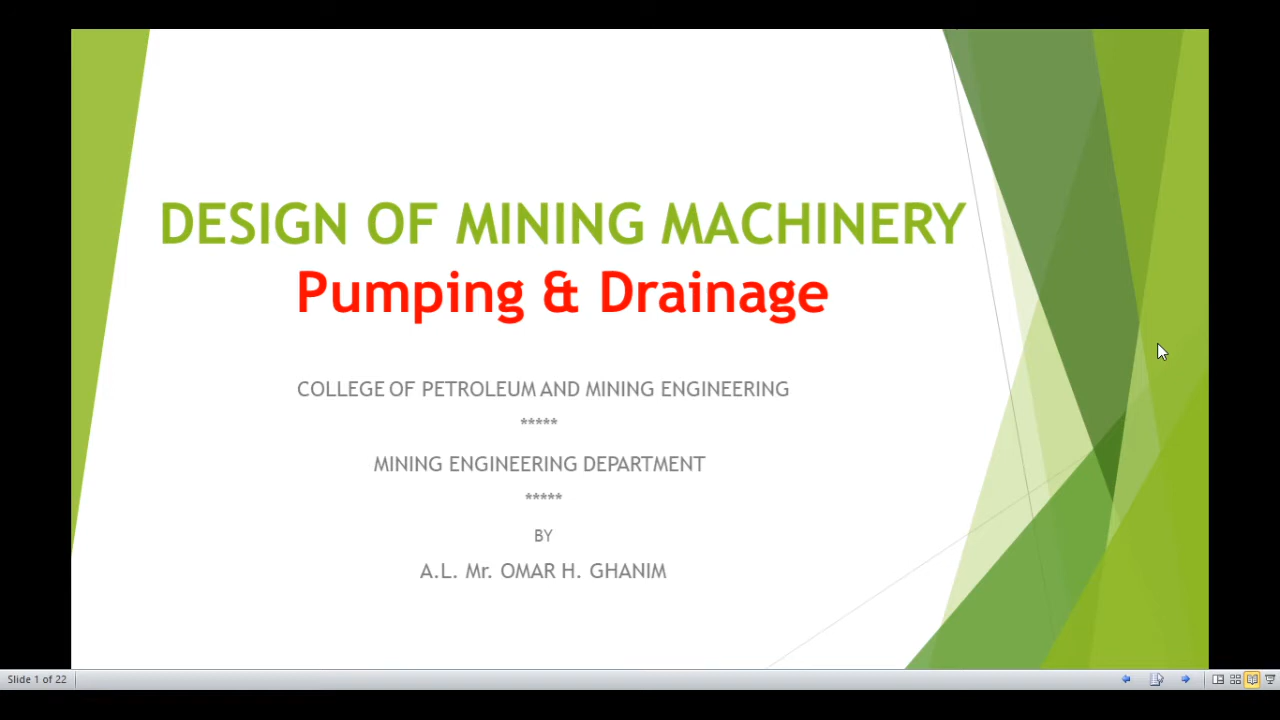 DESIGN OF MINING MACHINERY
Pumping & Drainage
COLLEGE OF PETROLEUM AND MINING ENGINEERING
*****
MINING ENGINEERING DEPARTMENT
*****
BY
A.L. Mr. OMAR H. GHANIM
Slide 1 of 22